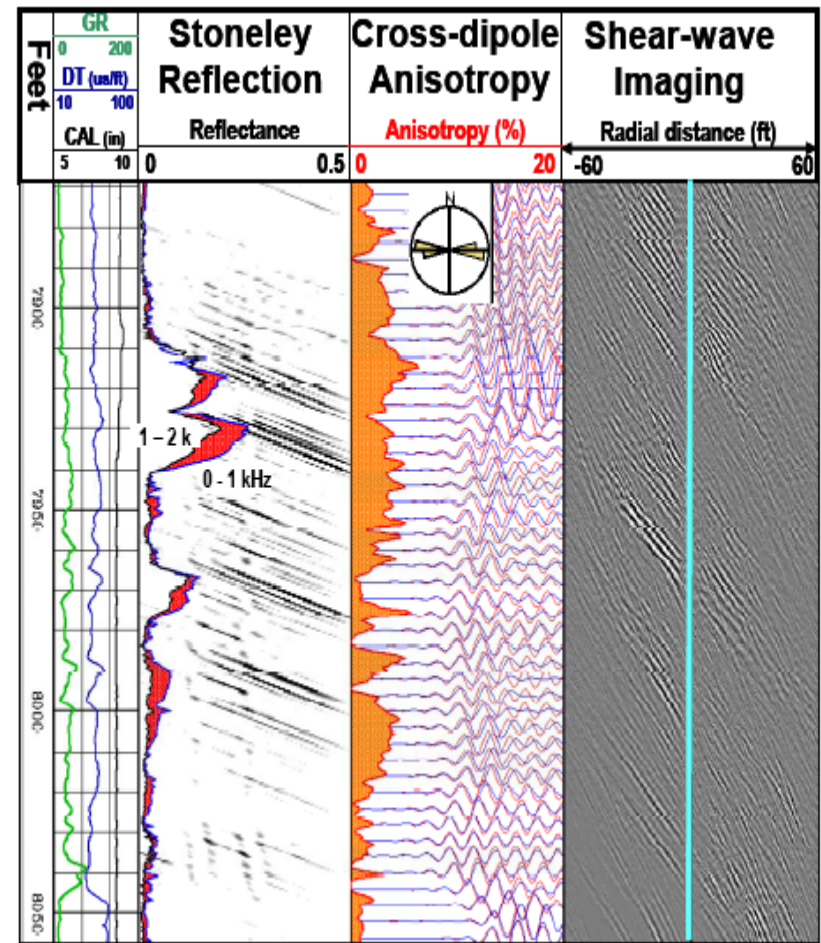 Feet
GR
0 200
DT (us/ft)
10 100
CAL (in)
5 10
Stoneley
Reflection
Reflectance
0 0.5
Cross-dipole
Anisotropy
Anisotropy (%)
0 20
Shear-wave
Imaging
Radial distance (ft)
-60 60
N
7900
1 – 2 k
0 - 1 kHz
7950
8000
8050